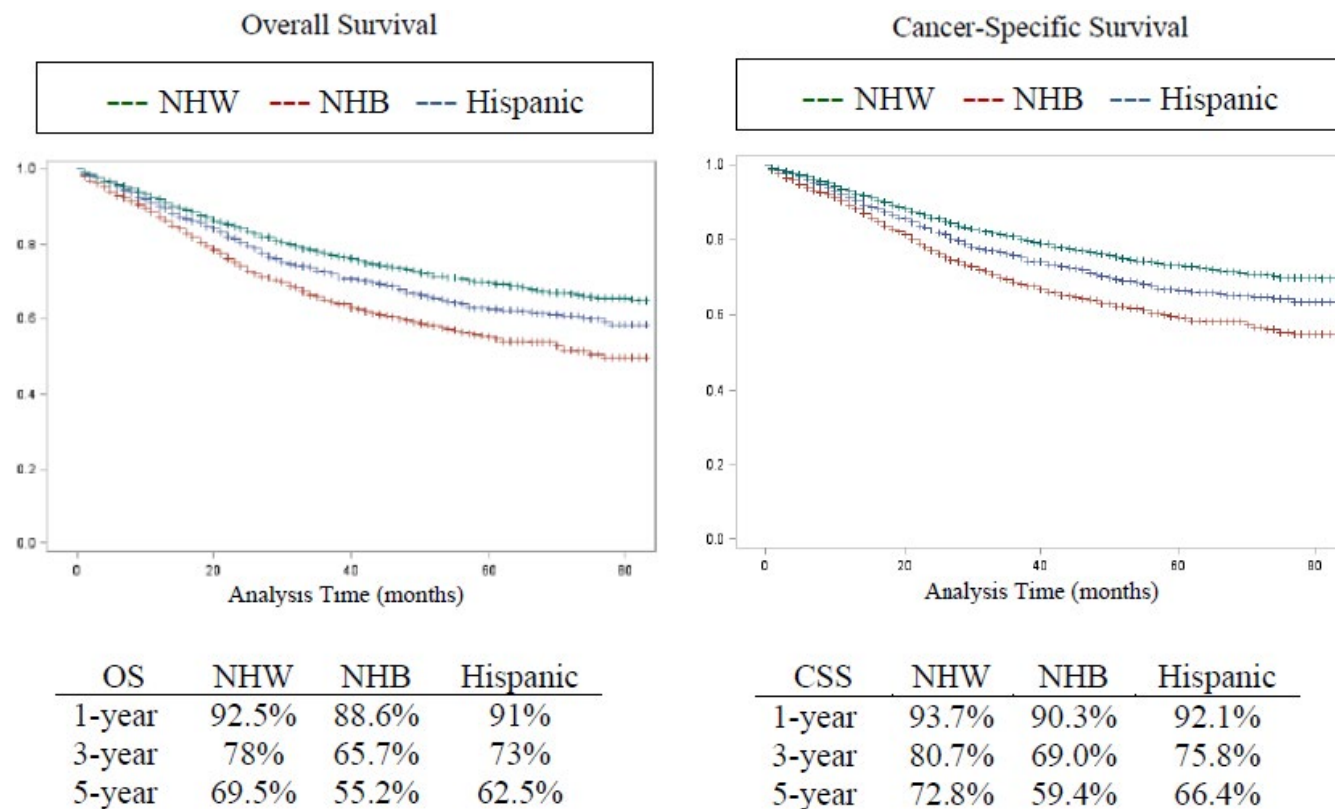 Overall Survival
NHW NHB Hispanic
1.0
0.8
0.6
0.4
0.2
0.0
0 20 40 60 80
Analysis Time (months)
OS NHW NHB Hispanic
1-year 92.5% 88.6% 91%
3-year 78% 65.7% 73%
5-year 69.5% 55.2% 62.5%
Cancer-Specific Survival
NHW NHB Hispanic
1.0
0.8
0.6
0.4
0.2
0.0
0 20 40 60 80
Analysis Time (months)
CSS NHW NHB Hispanic
1-year 93.7% 90.3% 92.1%
3-year 80.7% 69.0% 75.8%
5-year 72.8% 59.4% 66.4%